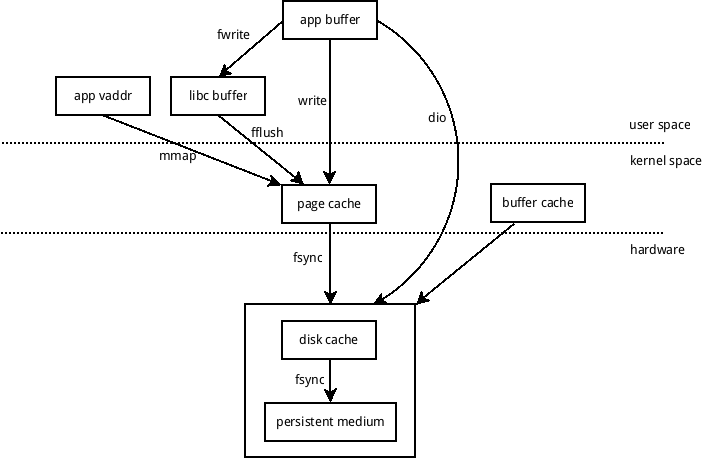 app buffer
fwrite
app vaddr
libc buffer
write
dio
user space
fflush
mmap
kernel space
page cache
buffer cache
hardware
fsync
disk cache
fsync
persistent medium